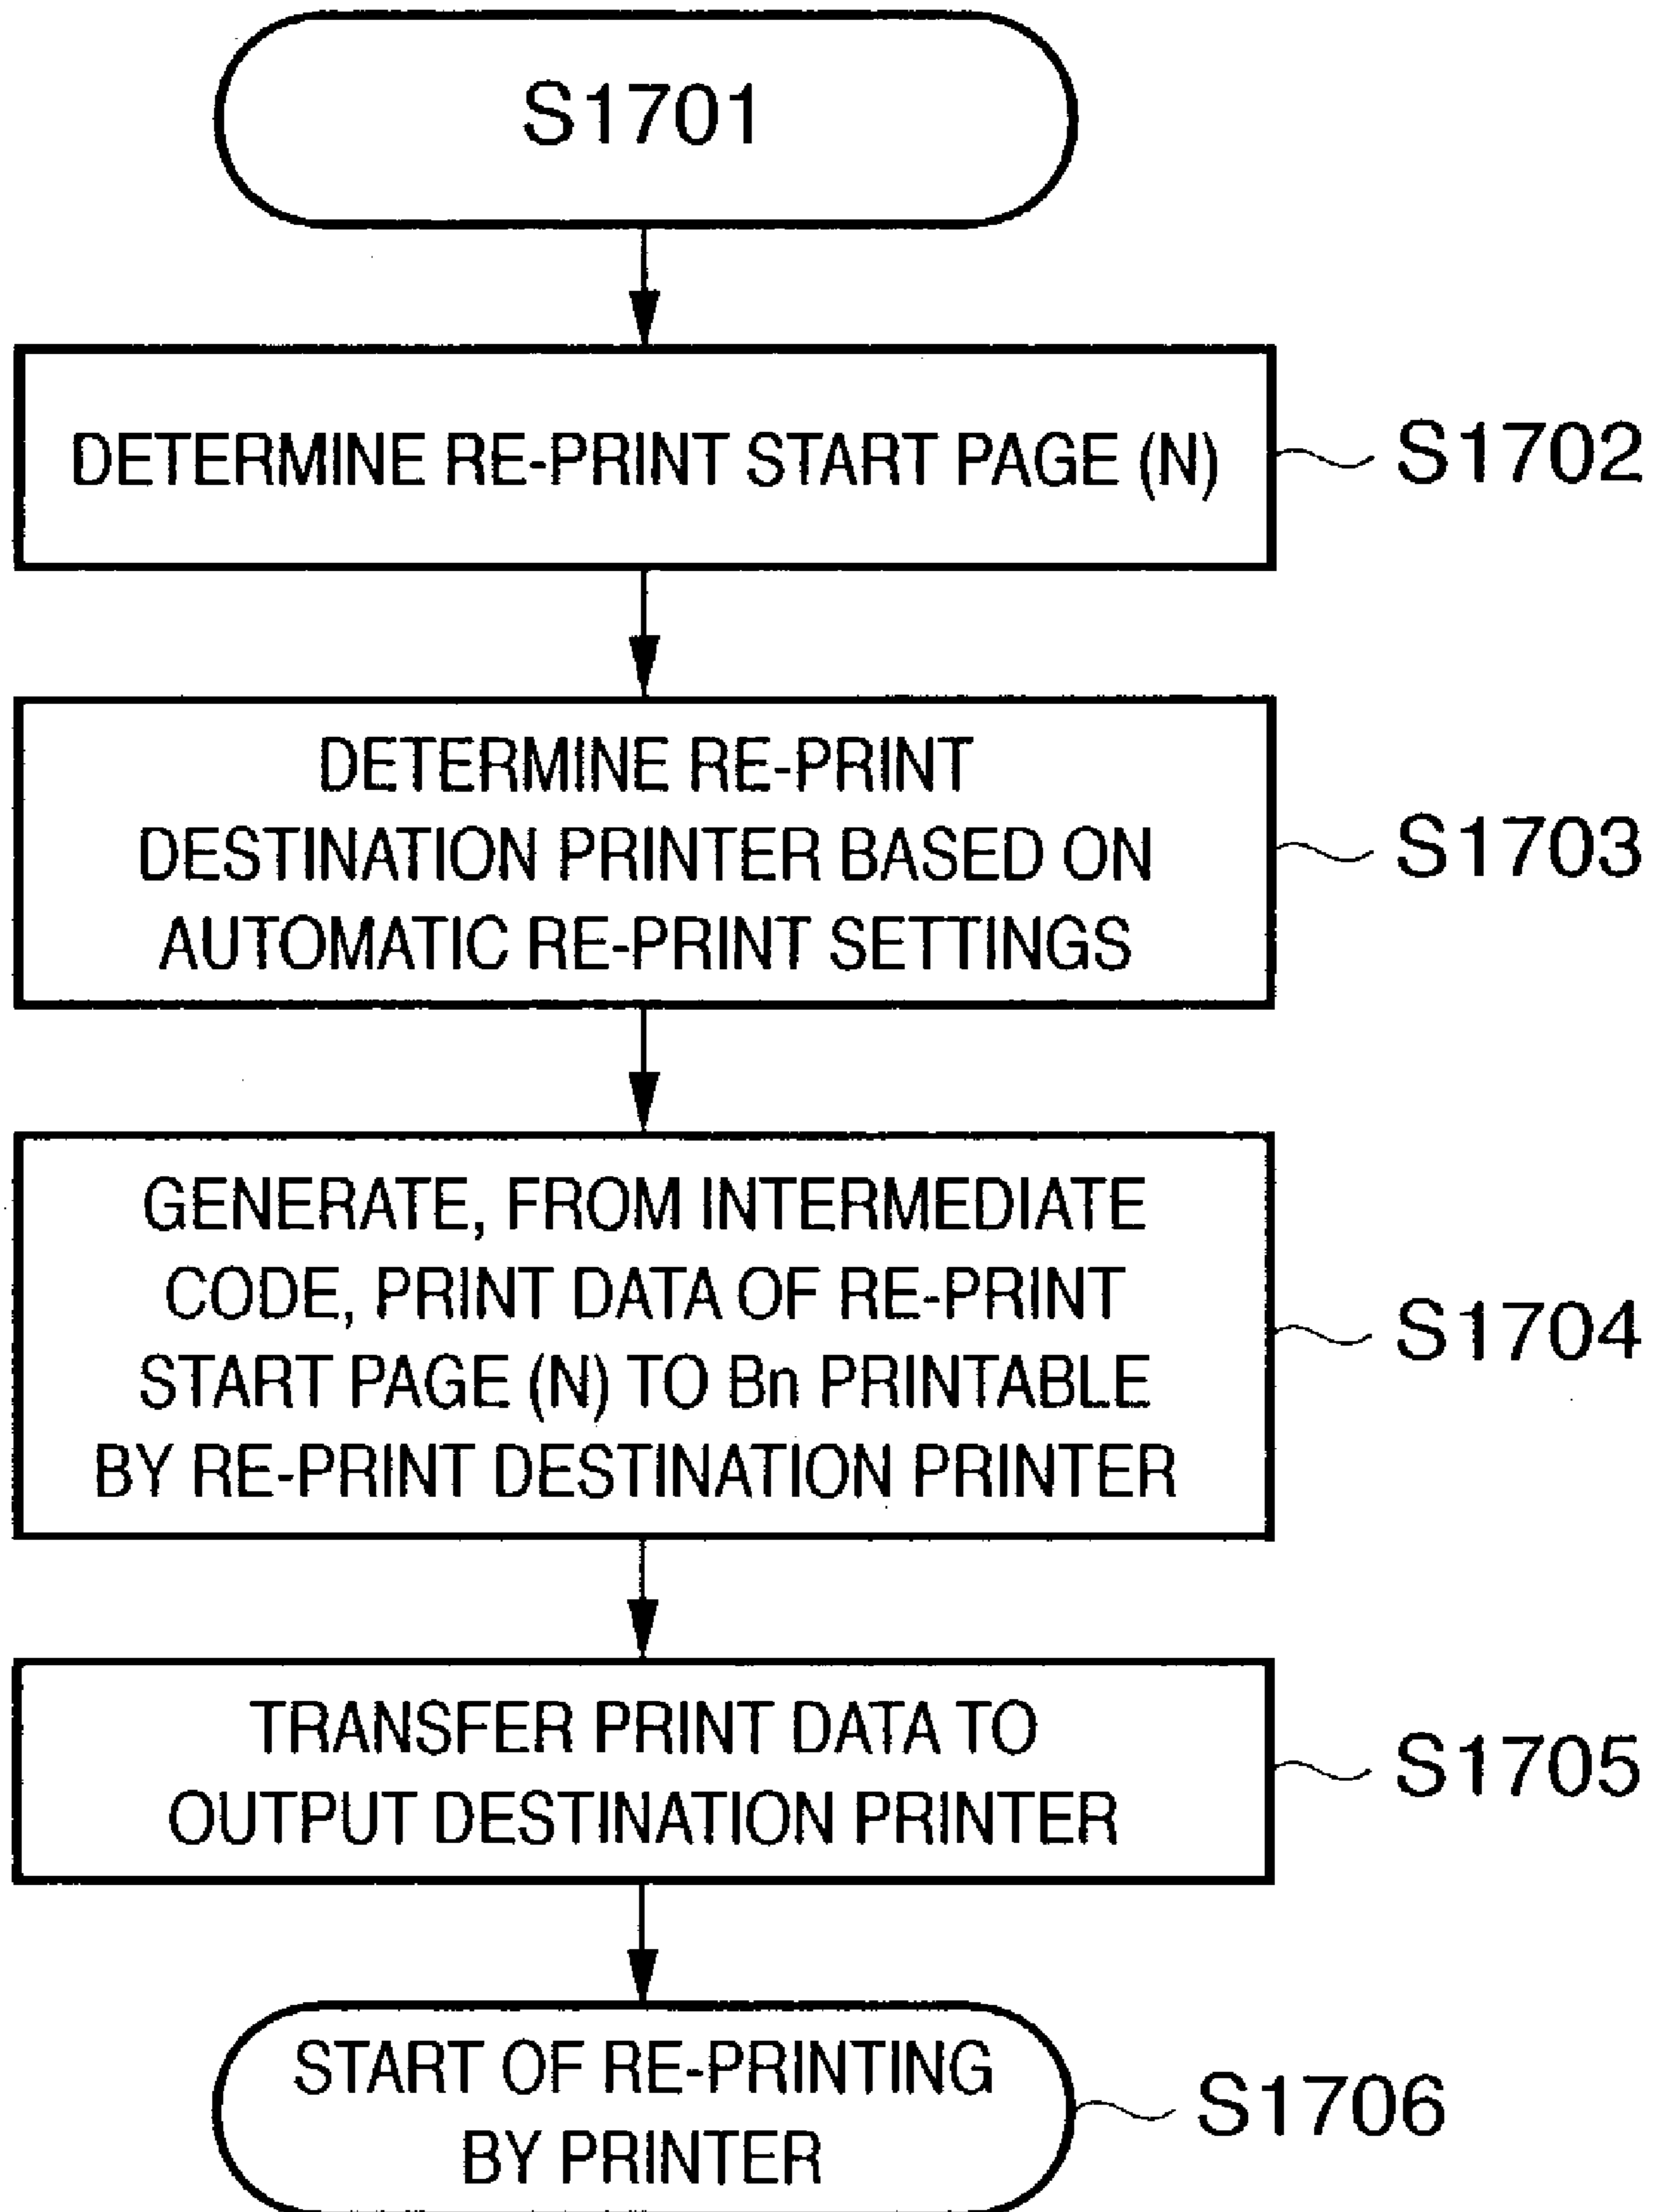 S1701
DETERMINE RE-PRINT START PAGE (N)
S1702
DETERMINE RE-PRINT
DESTINATION PRINTER BASED ON
AUTOMATIC RE-PRINT SETTINGS
S1703
GENERATE, FROM INTERMEDIATE
CODE, PRINT DATA OF RE-PRINT
START PAGE (N) TO Bn PRINTABLE
BY RE-PRINT DESTINATION PRINTER
S1704
TRANSFER PRINT DATA TO
OUTPUT DESTINATION PRINTER
S1705
START OF RE-PRINTING
BY PRINTER
S1706